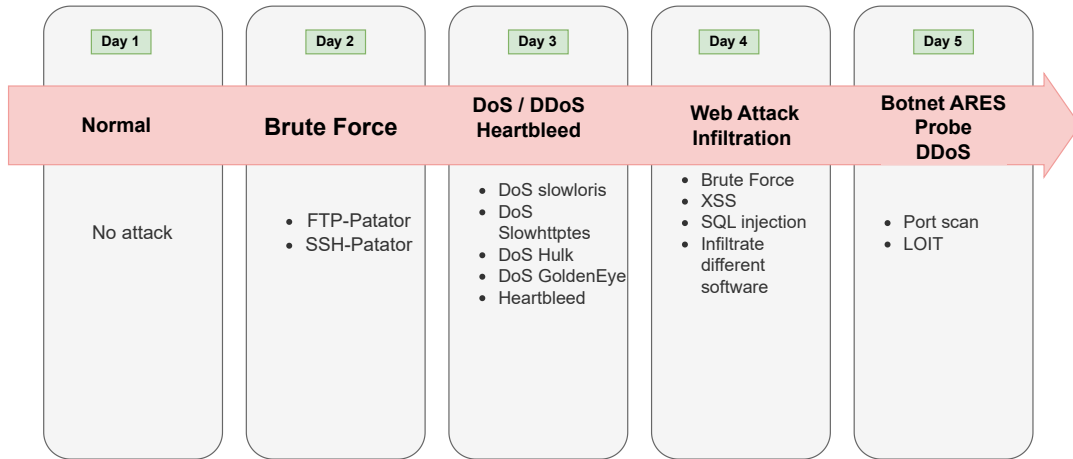 Day 1
Normal
No attack
Day 2
Brute Force
• FTP-Patator
• SSH-Patator
Day 3
DoS / DDoS
Heartbleed
• DoS slowloris
• DoS
Slowhttptes
• DoS Hulk
• DoS GoldenEye
• Heartbleed
Day 4
Web Attack
Infiltration
• Brute Force
• XSS
• SQL injection
• Infiltrate
different
software
Day 5
Botnet ARES
Probe
DDoS
• Port scan
• LOIT